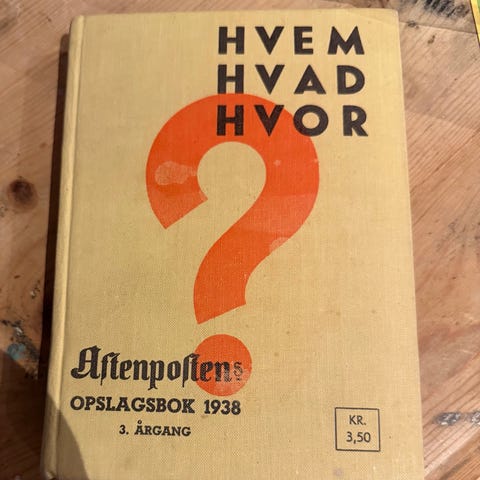 HVEM
HVAD
HVOR
?
Aftenpostens
OPSLAGSBOK 1938
3. ÅRGANG
KR.
3,50